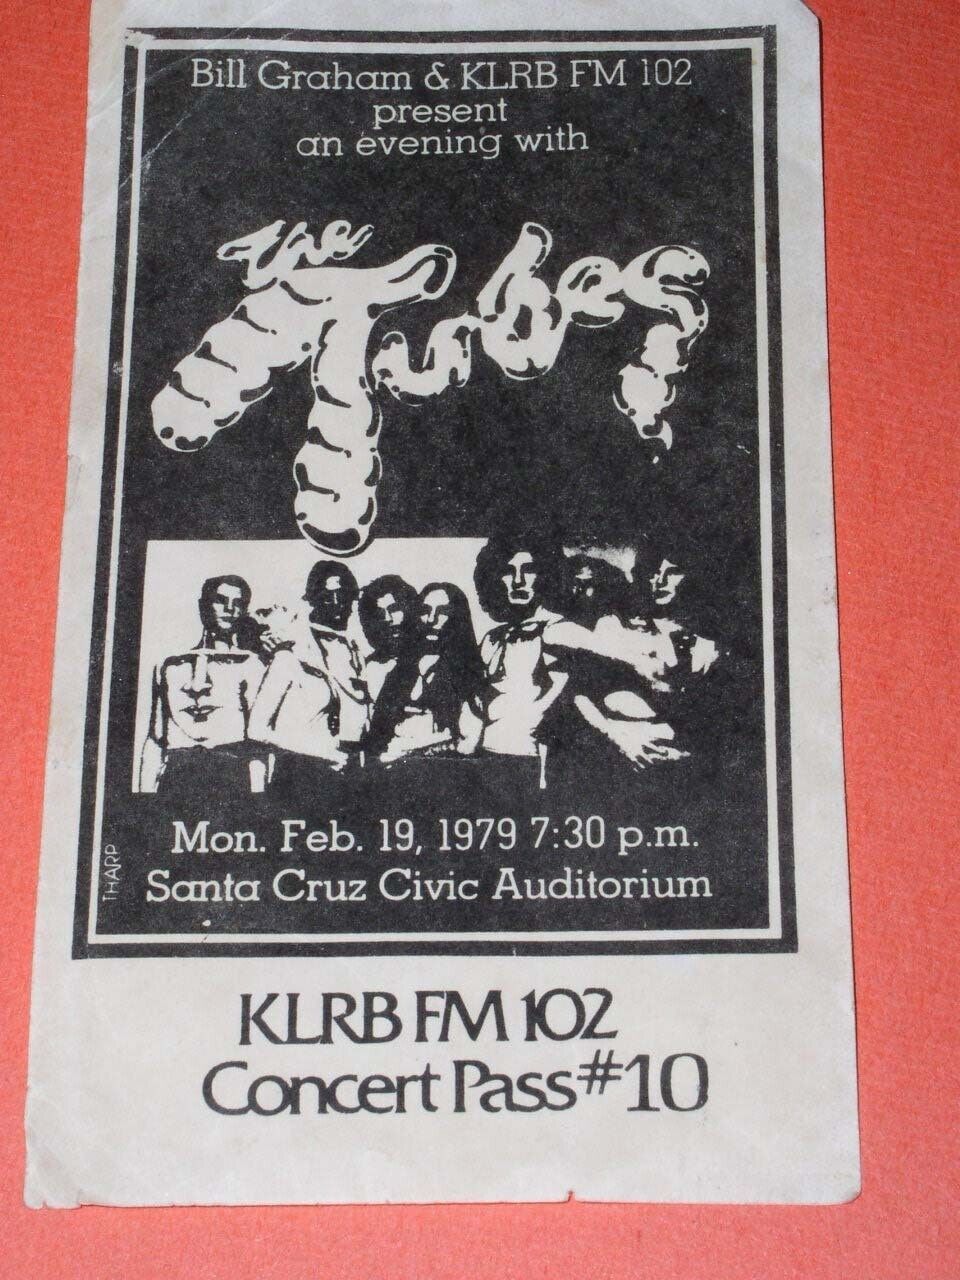 Bill Graham & KLRB FM 102
present
an evening with
the Tubes
Mon. Feb. 19, 1979 7:30 p.m.
Santa Cruz Civic Auditorium
THARP
KLRB FM 102
Concert Pass #10